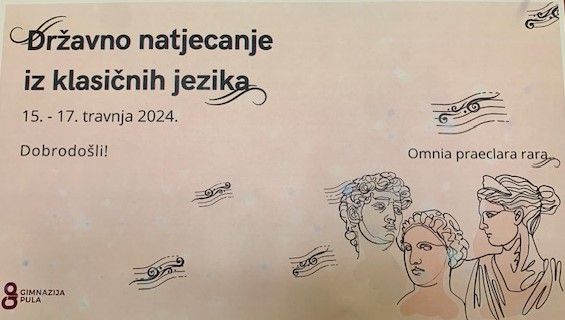 Državno natjecanje
iz klasičnih jezika
15. - 17. travnja 2024.
Dobrodošli!
Omnia praeclara rara
GIMNAZIJA
PULA